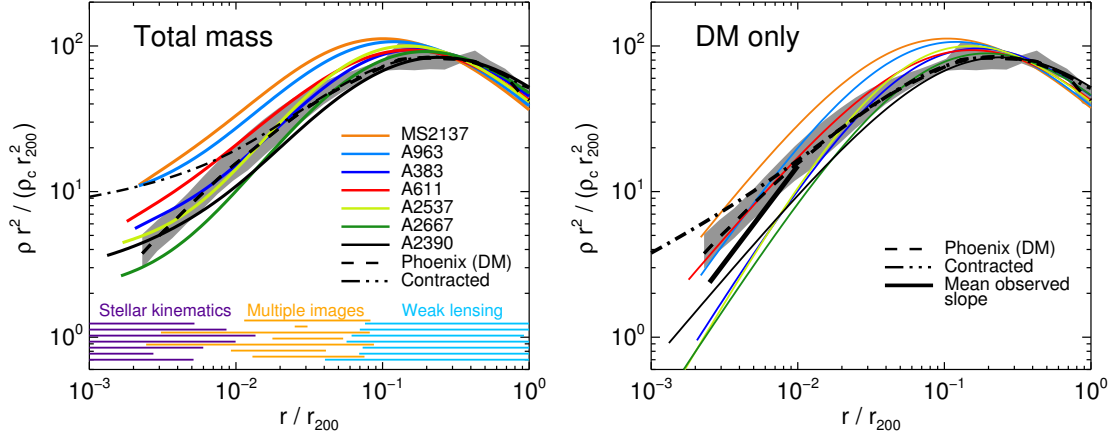 Total mass
10²
10¹
10⁰
ρ r² / (ρc r²200)
MS2137
A963
A383
A611
A2537
A2667
A2390
Phoenix (DM)
Contracted
Stellar kinematics Multiple images Weak lensing
10⁻³ 10⁻² 10⁻¹ 10⁰
r / r200
DM only
10²
10¹
10⁰
ρ r² / (ρc r²200)
Phoenix (DM)
Contracted
Mean observed
slope
10⁻³ 10⁻² 10⁻¹ 10⁰
r / r200